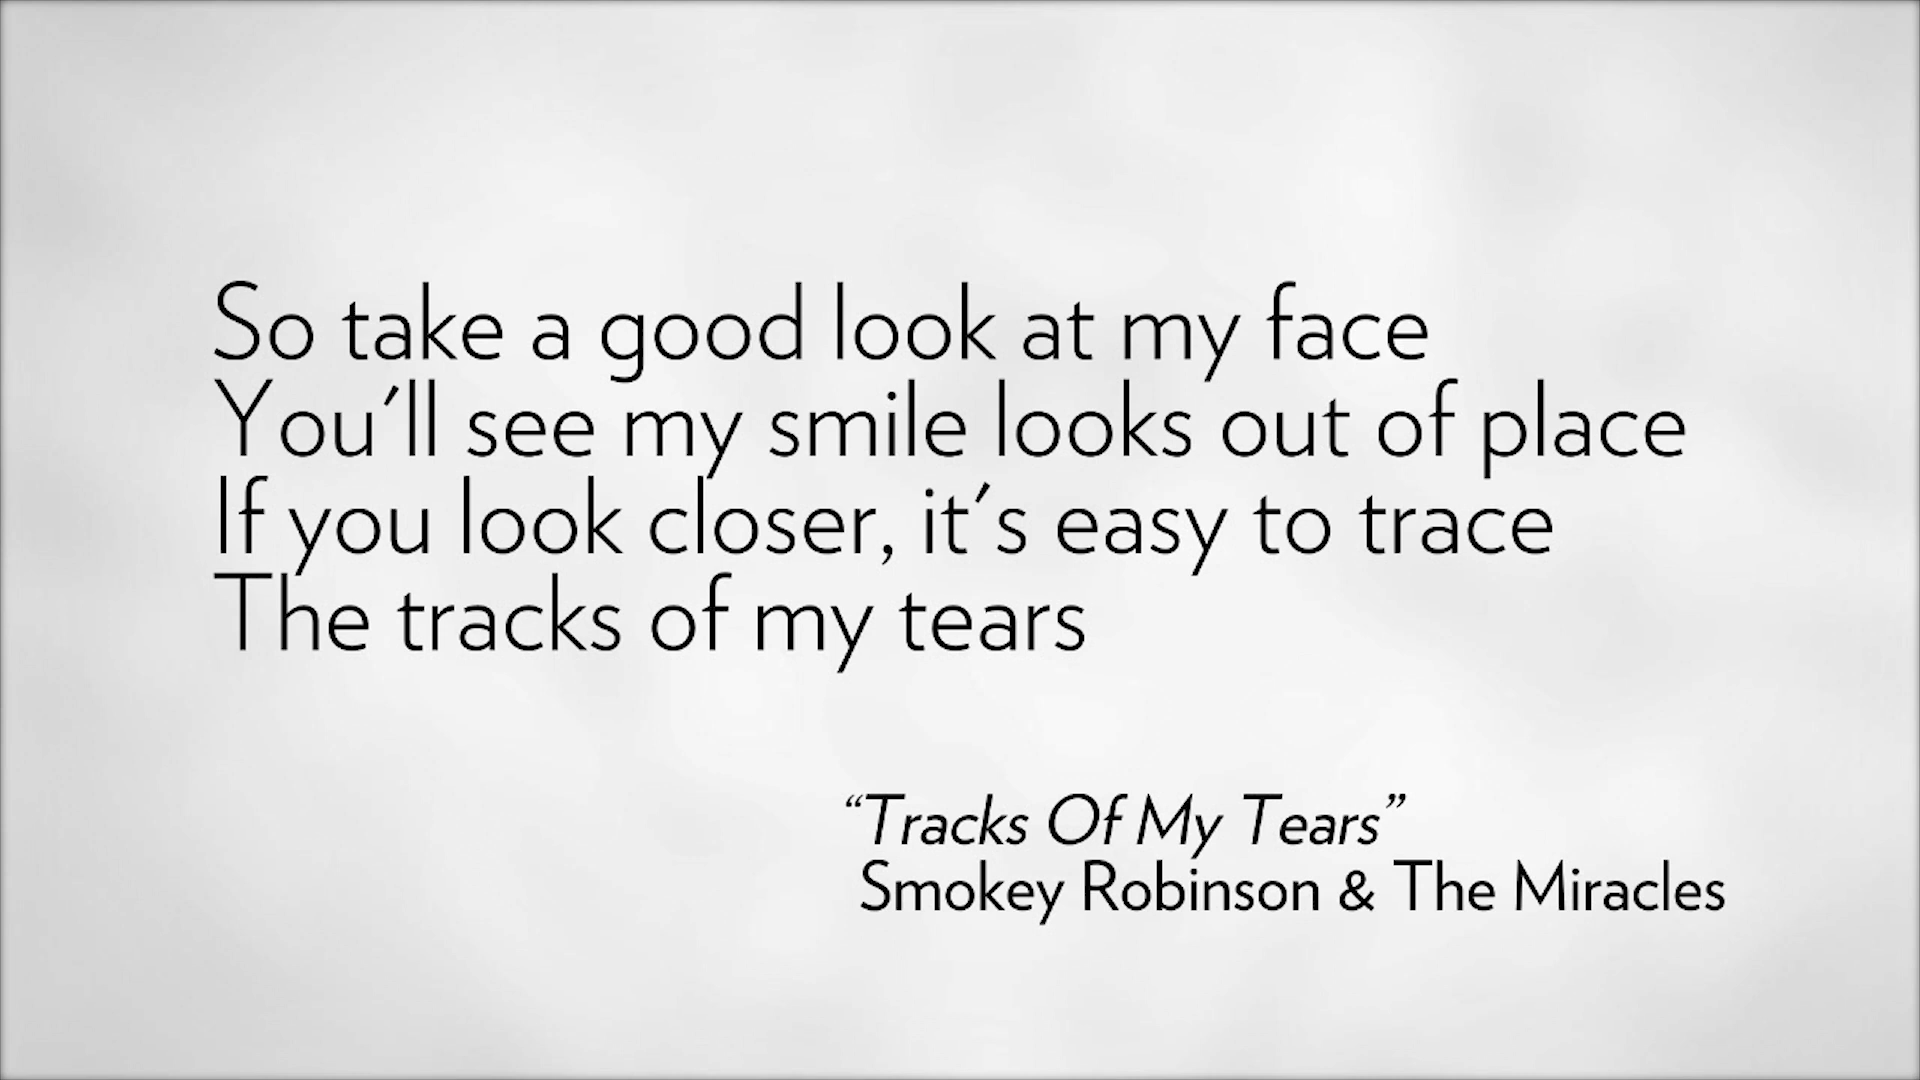 So take a good look at my face
You'll see my smile looks out of place
If you look closer, it's easy to trace
The tracks of my tears
“Tracks Of My Tears”
Smokey Robinson & The Miracles